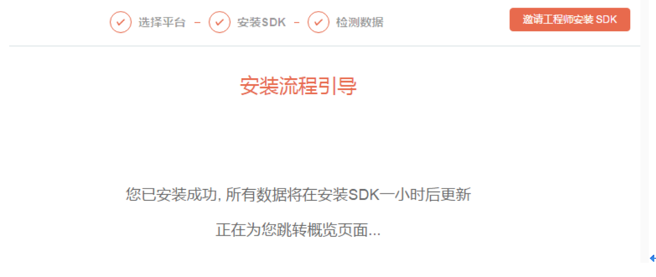 选择平台 - 安装SDK - 检测数据
邀请工程师安装 SDK
安装流程引导
您已安装成功, 所有数据将在安装SDK一小时后更新
正在为您跳转概览页面...